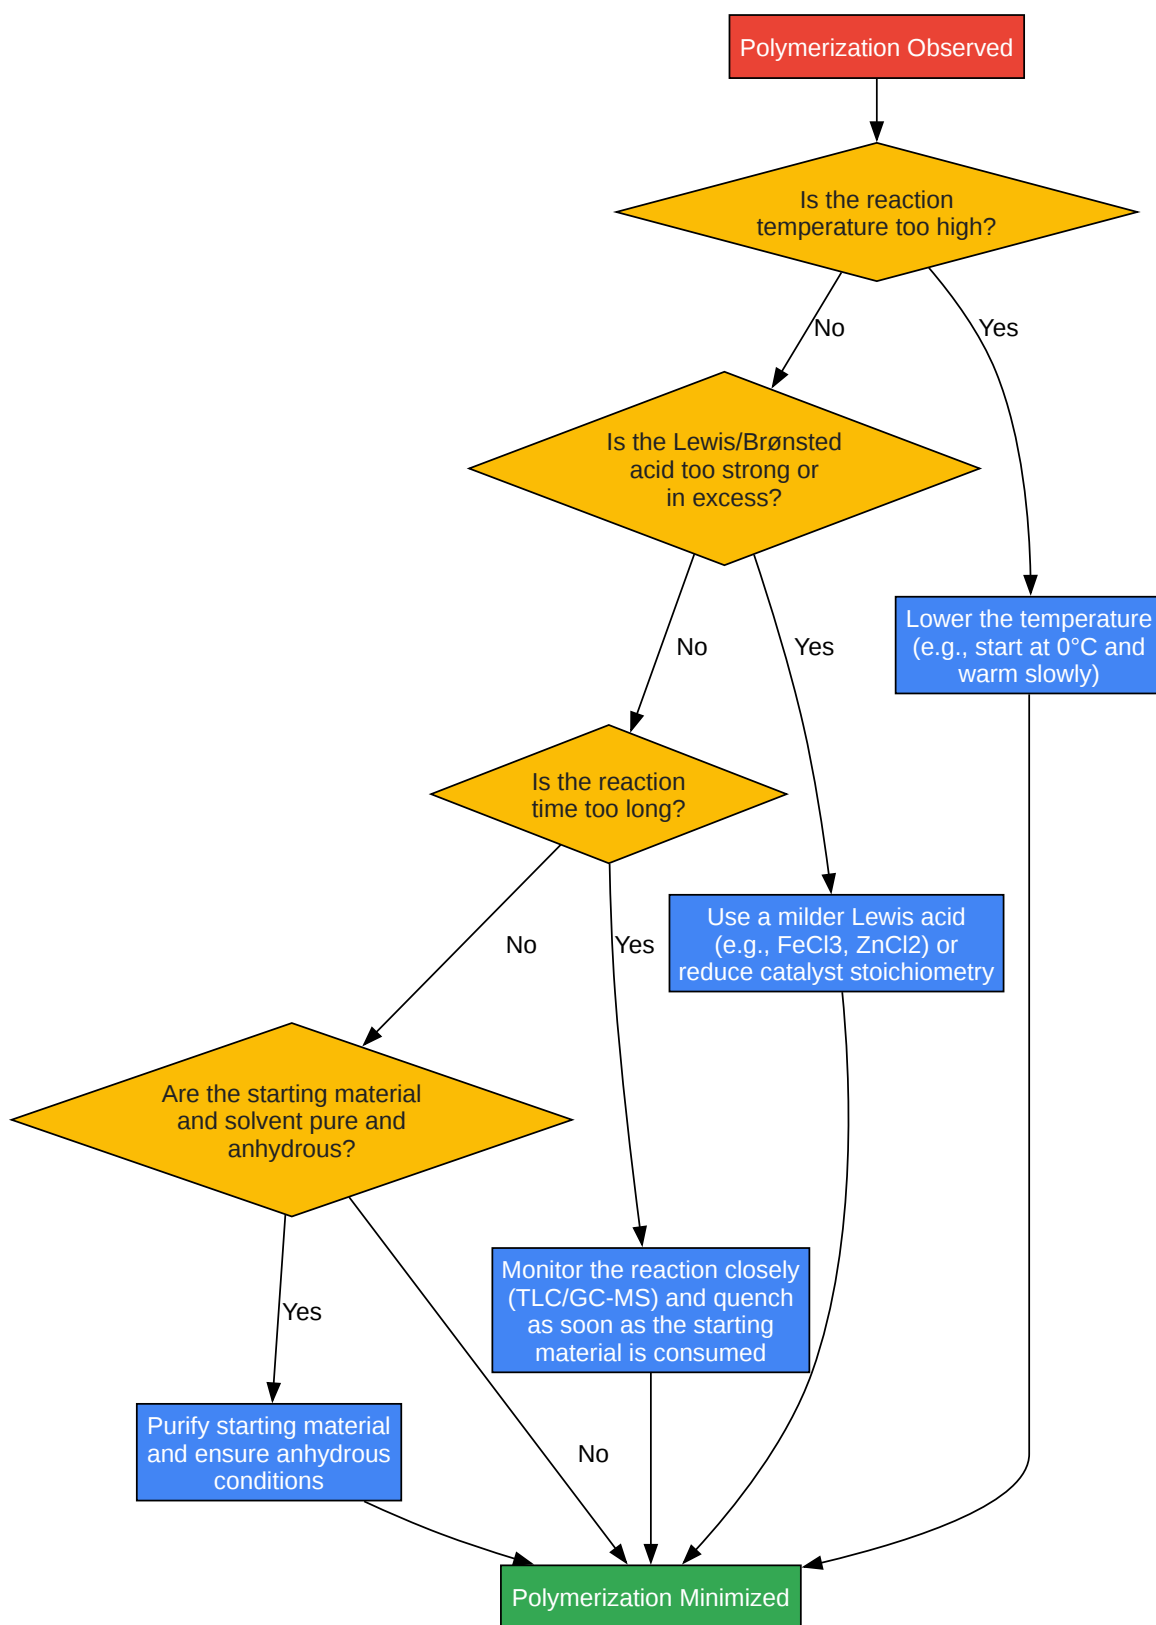 Polymerization Observed
Is the reaction
temperature too high?
No
Yes
Is the Lewis/Brønsted
acid too strong or
in excess?
Lower the temperature
(e.g., start at 0°C and
warm slowly)
No
Yes
Is the reaction
time too long?
Use a milder Lewis acid
(e.g., FeCl3, ZnCl2) or
reduce catalyst stoichiometry
No
Yes
Are the starting material
and solvent pure and
anhydrous?
Monitor the reaction closely
(TLC/GC-MS) and quench
as soon as the starting
material is consumed
Yes
No
Purify starting material
and ensure anhydrous
conditions
Polymerization Minimized